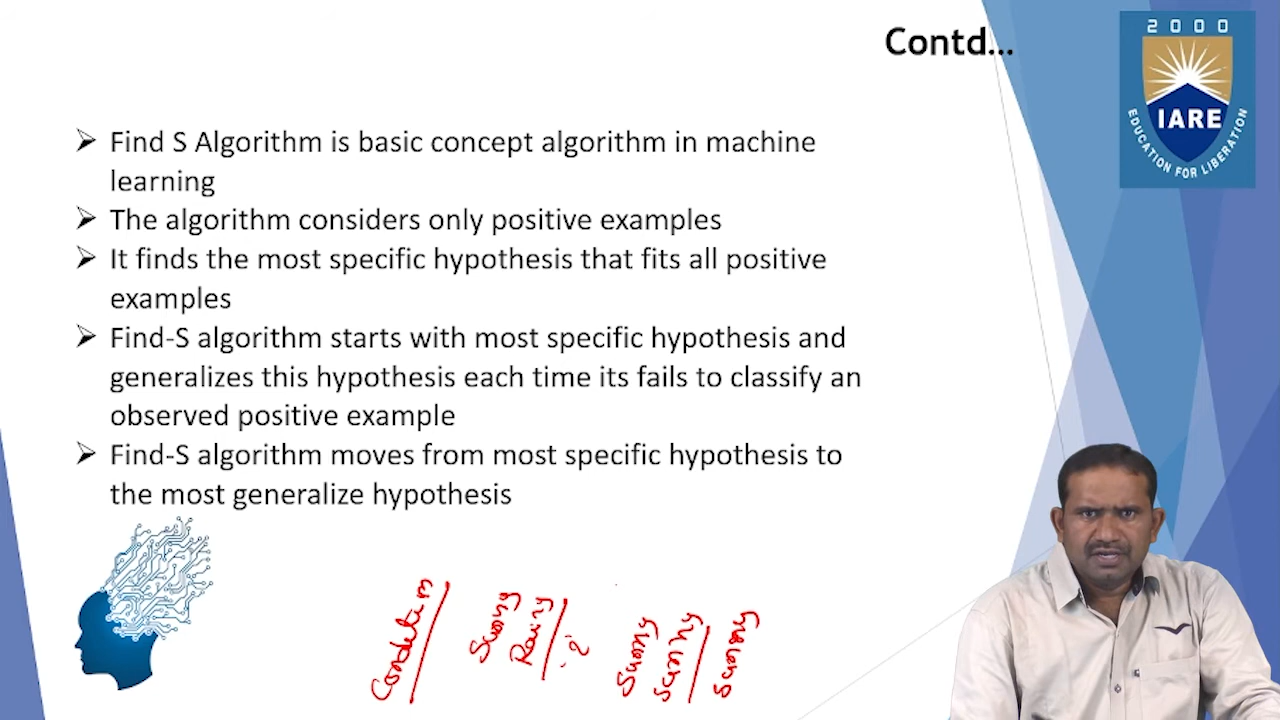 Contd...
2000
IARE
EDUCATION FOR LIBERATION
➢ Find S Algorithm is basic concept algorithm in machine
learning
➢ The algorithm considers only positive examples
➢ It finds the most specific hypothesis that fits all positive
examples
➢ Find-S algorithm starts with most specific hypothesis and
generalizes this hypothesis each time its fails to classify an
observed positive example
➢ Find-S algorithm moves from most specific hypothesis to
the most generalize hypothesis
Sunny
Rainy
Sunny
Sunny
Sunny